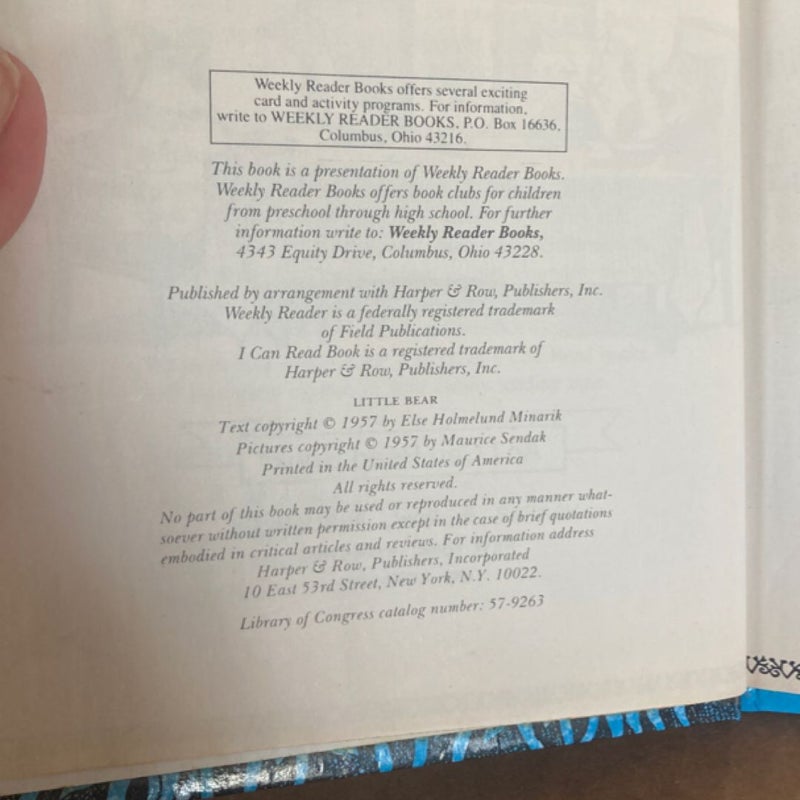 Weekly Reader Books offers several exciting
card and activity programs. For information,
write to WEEKLY READER BOOKS, P.O. Box 16636,
Columbus, Ohio 43216.
This book is a presentation of Weekly Reader Books.
Weekly Reader Books offers book clubs for children
from preschool through high school. For further
information write to: Weekly Reader Books,
4343 Equity Drive, Columbus, Ohio 43228.
Published by arrangement with Harper & Row, Publishers, Inc.
Weekly Reader is a federally registered trademark
of Field Publications.
I Can Read Book is a registered trademark of
Harper & Row, Publishers, Inc.
LITTLE BEAR
Text copyright © 1957 by Else Holmelund Minarik
Pictures copyright © 1957 by Maurice Sendak
Printed in the United States of America
All rights reserved.
No part of this book may be used or reproduced in any manner what-
soever without written permission except in the case of brief quotations
embodied in critical articles and reviews. For information address
Harper & Row, Publishers, Incorporated
10 East 53rd Street, New York, N.Y. 10022.
Library of Congress catalog number: 57-9263